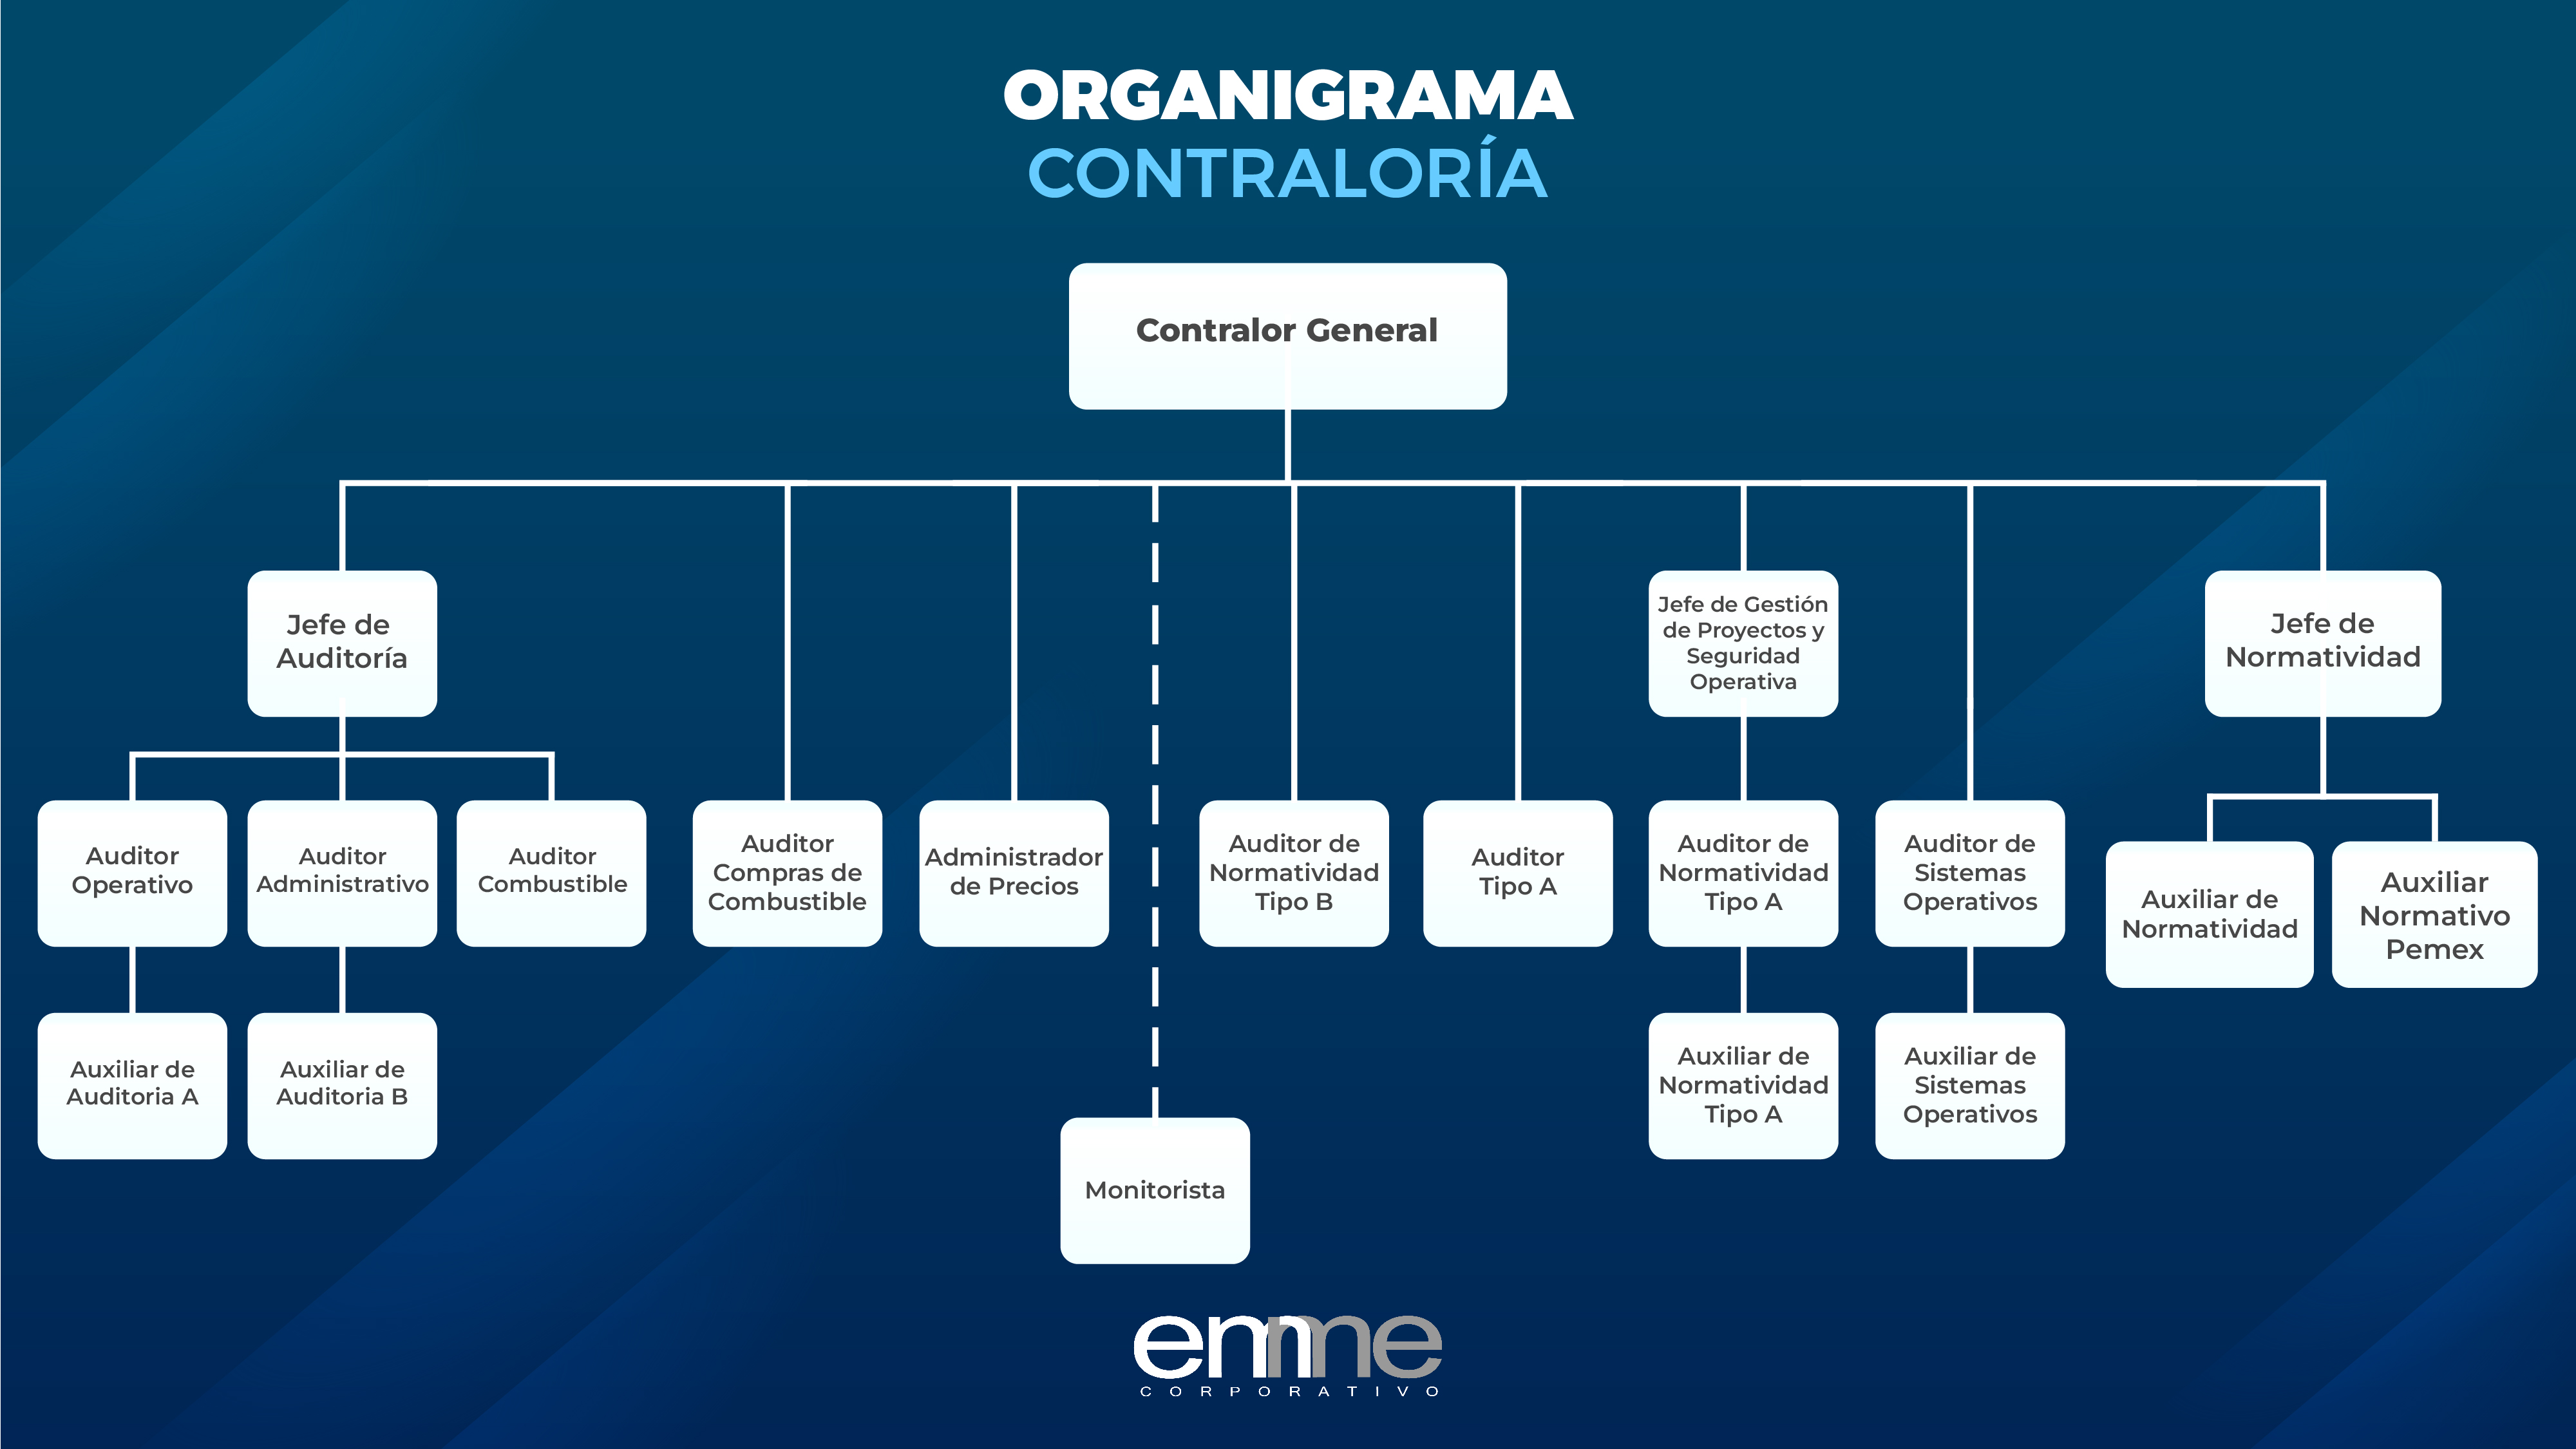 ORGANIGRAMA
CONTRALORÍA
Contralor General
Jefe de
Auditoría
Jefe de Gestión
de Proyectos y
Seguridad
Operativa
Jefe de
Normatividad
Auditor
Operativo
Auditor
Administrativo
Auditor
Combustible
Auditor
Compras de
Combustible
Administrador
de Precios
Auditor de
Normatividad
Tipo B
Auditor
Tipo A
Auditor de
Normatividad
Tipo A
Auditor de
Sistemas
Operativos
Auxiliar de
Normatividad
Auxiliar
Normativo
Pemex
Auxiliar de
Auditoria A
Auxiliar de
Auditoria B
Auxiliar de
Normatividad
Tipo A
Auxiliar de
Sistemas
Operativos
Monitorista
emme
CORPORATIVO